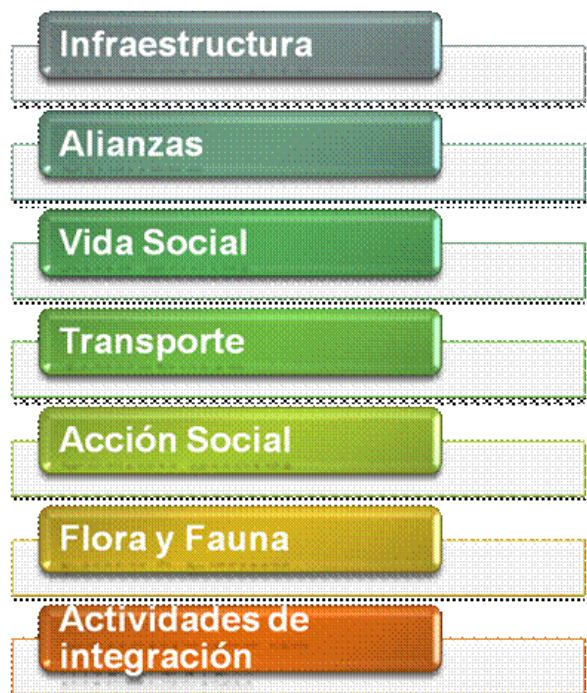 Infraestructura
Alianzas
Vida Social
Transporte
Acción Social
Flora y Fauna
Actividades de
integración